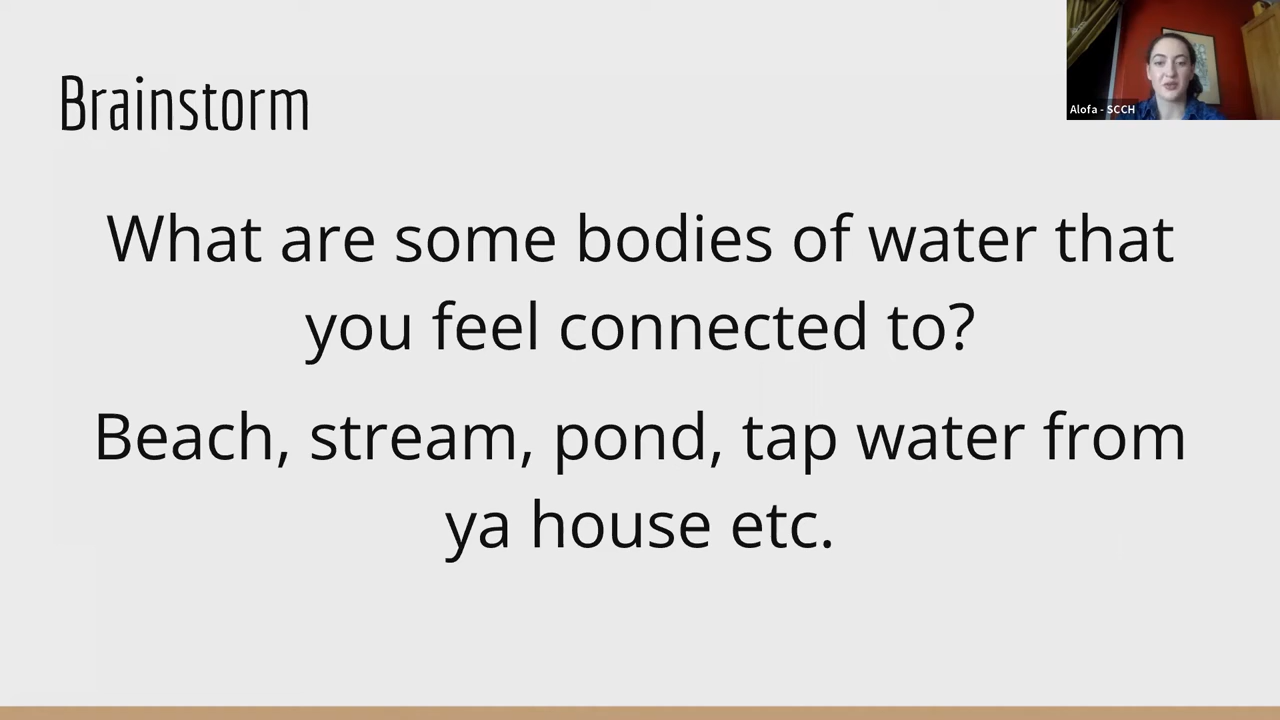 Brainstorm
Alofa - SCCH
What are some bodies of water that
you feel connected to?
Beach, stream, pond, tap water from
ya house etc.